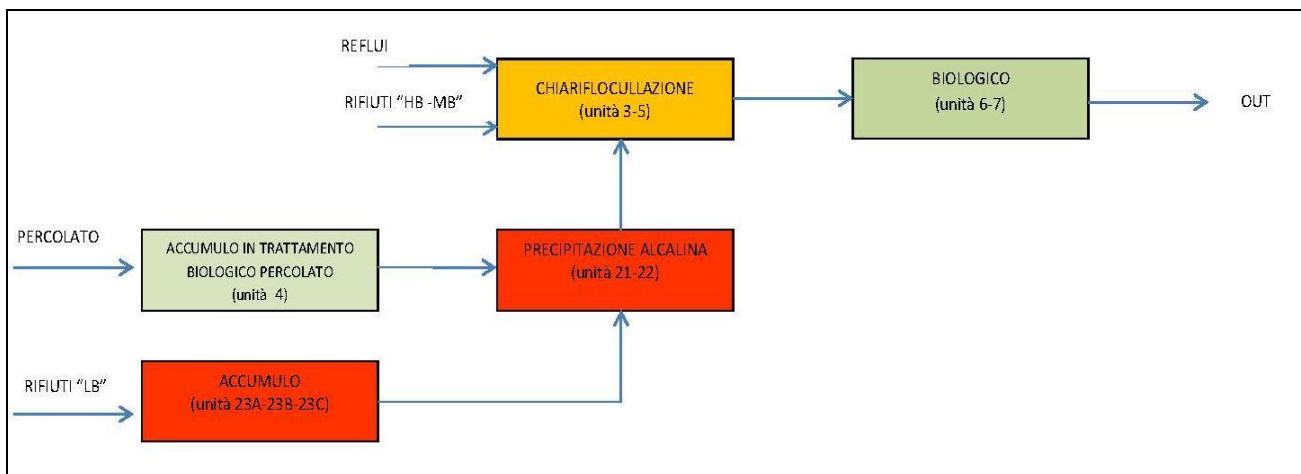 REFLUI
RIFIUTI "HB -MB"
CHIARIFLOCULLAZIONE
(unità 3-5)
BIOLOGICO
(unità 6-7)
OUT
PERCOLATO
ACCUMULO IN TRATTAMENTO
BIOLOGICO PERCOLATO
(unità 4)
PRECIPITAZIONE ALCALINA
(unità 21-22)
RIFIUTI "LB"
ACCUMULO
(unità 23A-23B-23C)